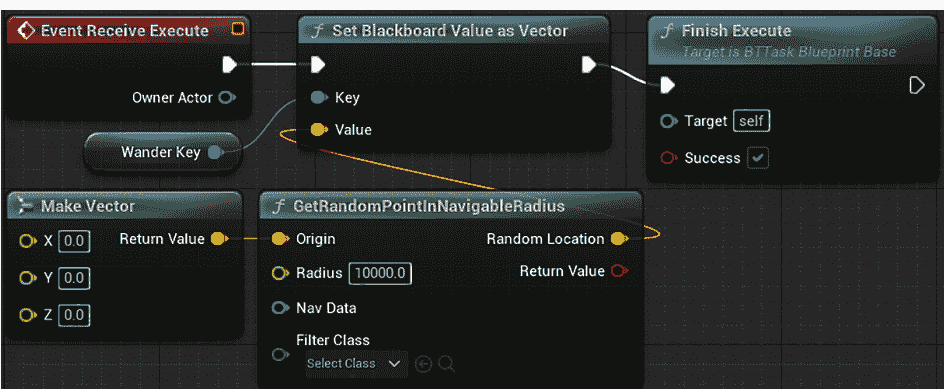 Event Receive Execute
Owner Actor
Wander Key
f Set Blackboard Value as Vector
Key
Value
f Finish Execute
Target is BTTask Blueprint Base
Target self
Success
Make Vector
X 0.0 Return Value
Y 0.0
Z 0.0
f GetRandomPointInNavigableRadius
Origin Random Location
Radius 10000.0 Return Value
Nav Data
Filter Class
Select Class